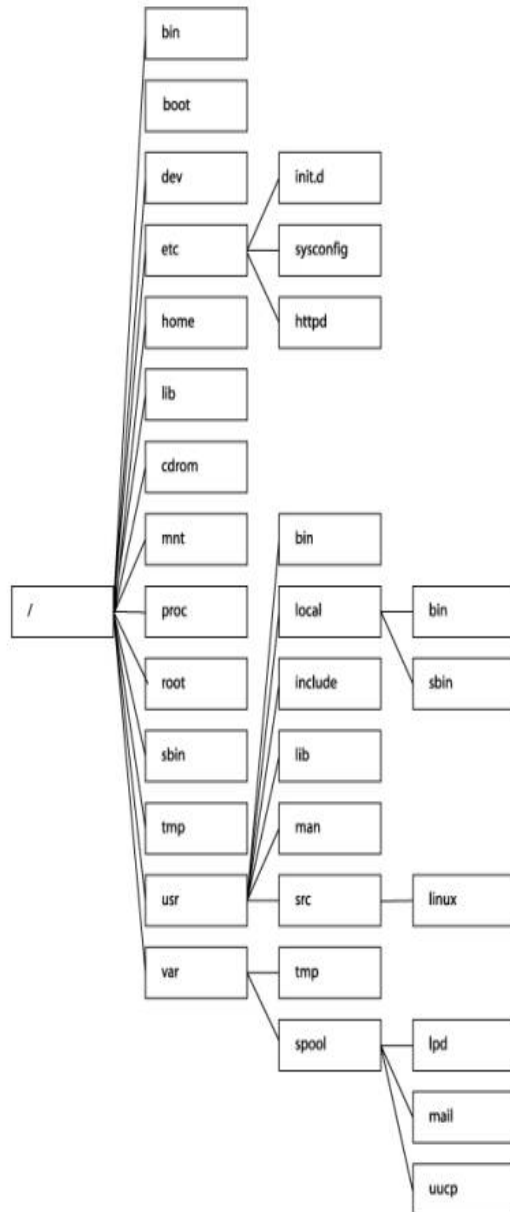 bin
boot
dev
init.d
etc
sysconfig
home
httpd
lib
cdrom
mnt
bin
/
proc
local
bin
root
include
sbin
sbin
lib
tmp
man
usr
src
linux
var
tmp
spool
lpd
mail
uucp